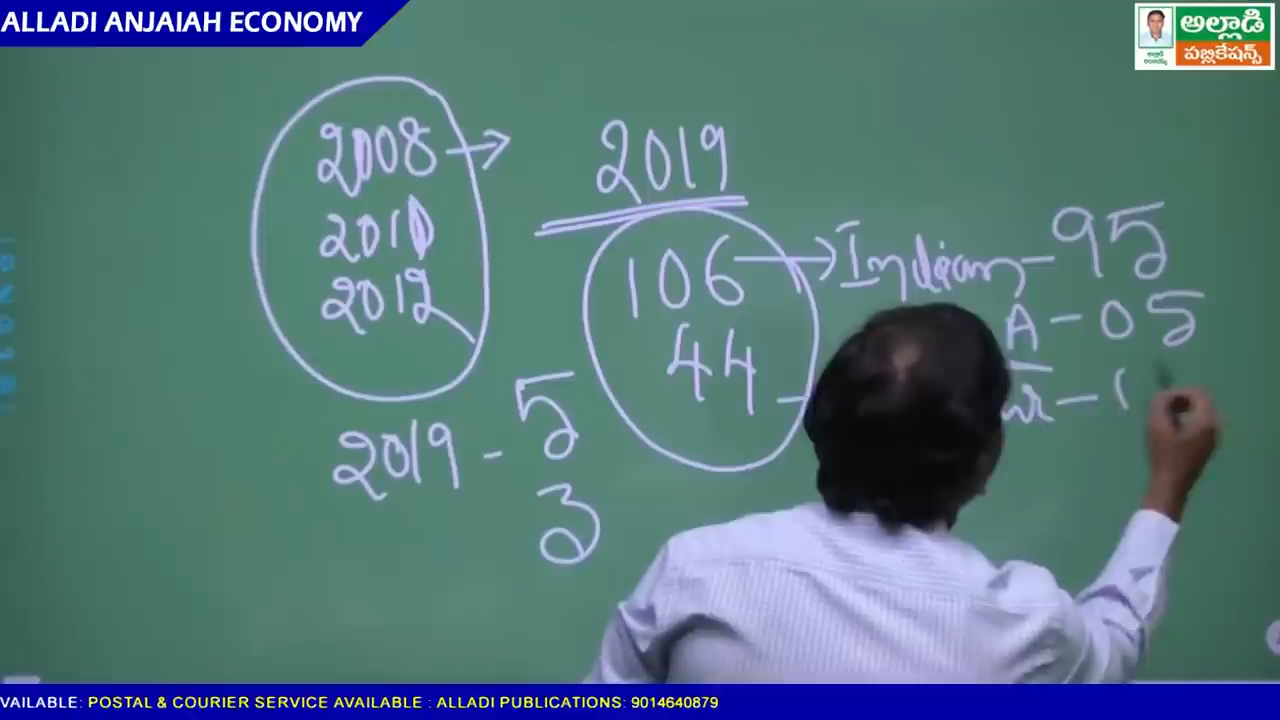 ALLADI ANJAIAH ECONOMY
అల్లాడి
పబ్లికేషన్స్
2008 →
2010
2012
2019
106 → Indian - 95
A - 05
44
2019 - 5
3
VAILABLE: POSTAL & COURIER SERVICE AVAILABLE : ALLADI PUBLICATIONS: 9014640879